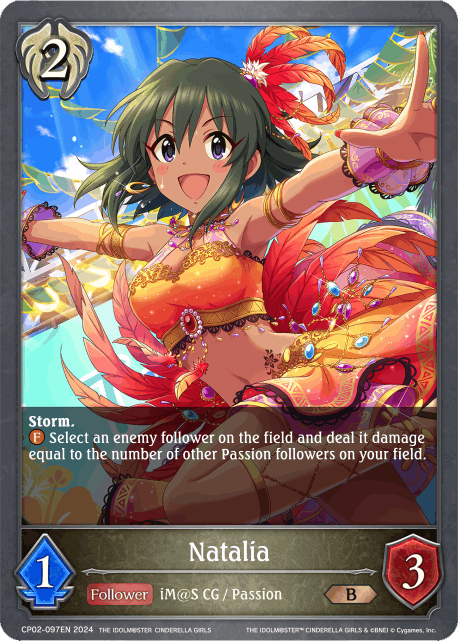 2
Storm.
F Select an enemy follower on the field and deal it damage
equal to the number of other Passion followers on your field.
Natalia
1
Follower iM@S CG / Passion
B
3
CP02-097EN 2024 THE IDOLM@STER CINDERELLA GIRLS THE IDOLM@STER™ CINDERELLA GIRLS & ©BNEI © Cygames, Inc.